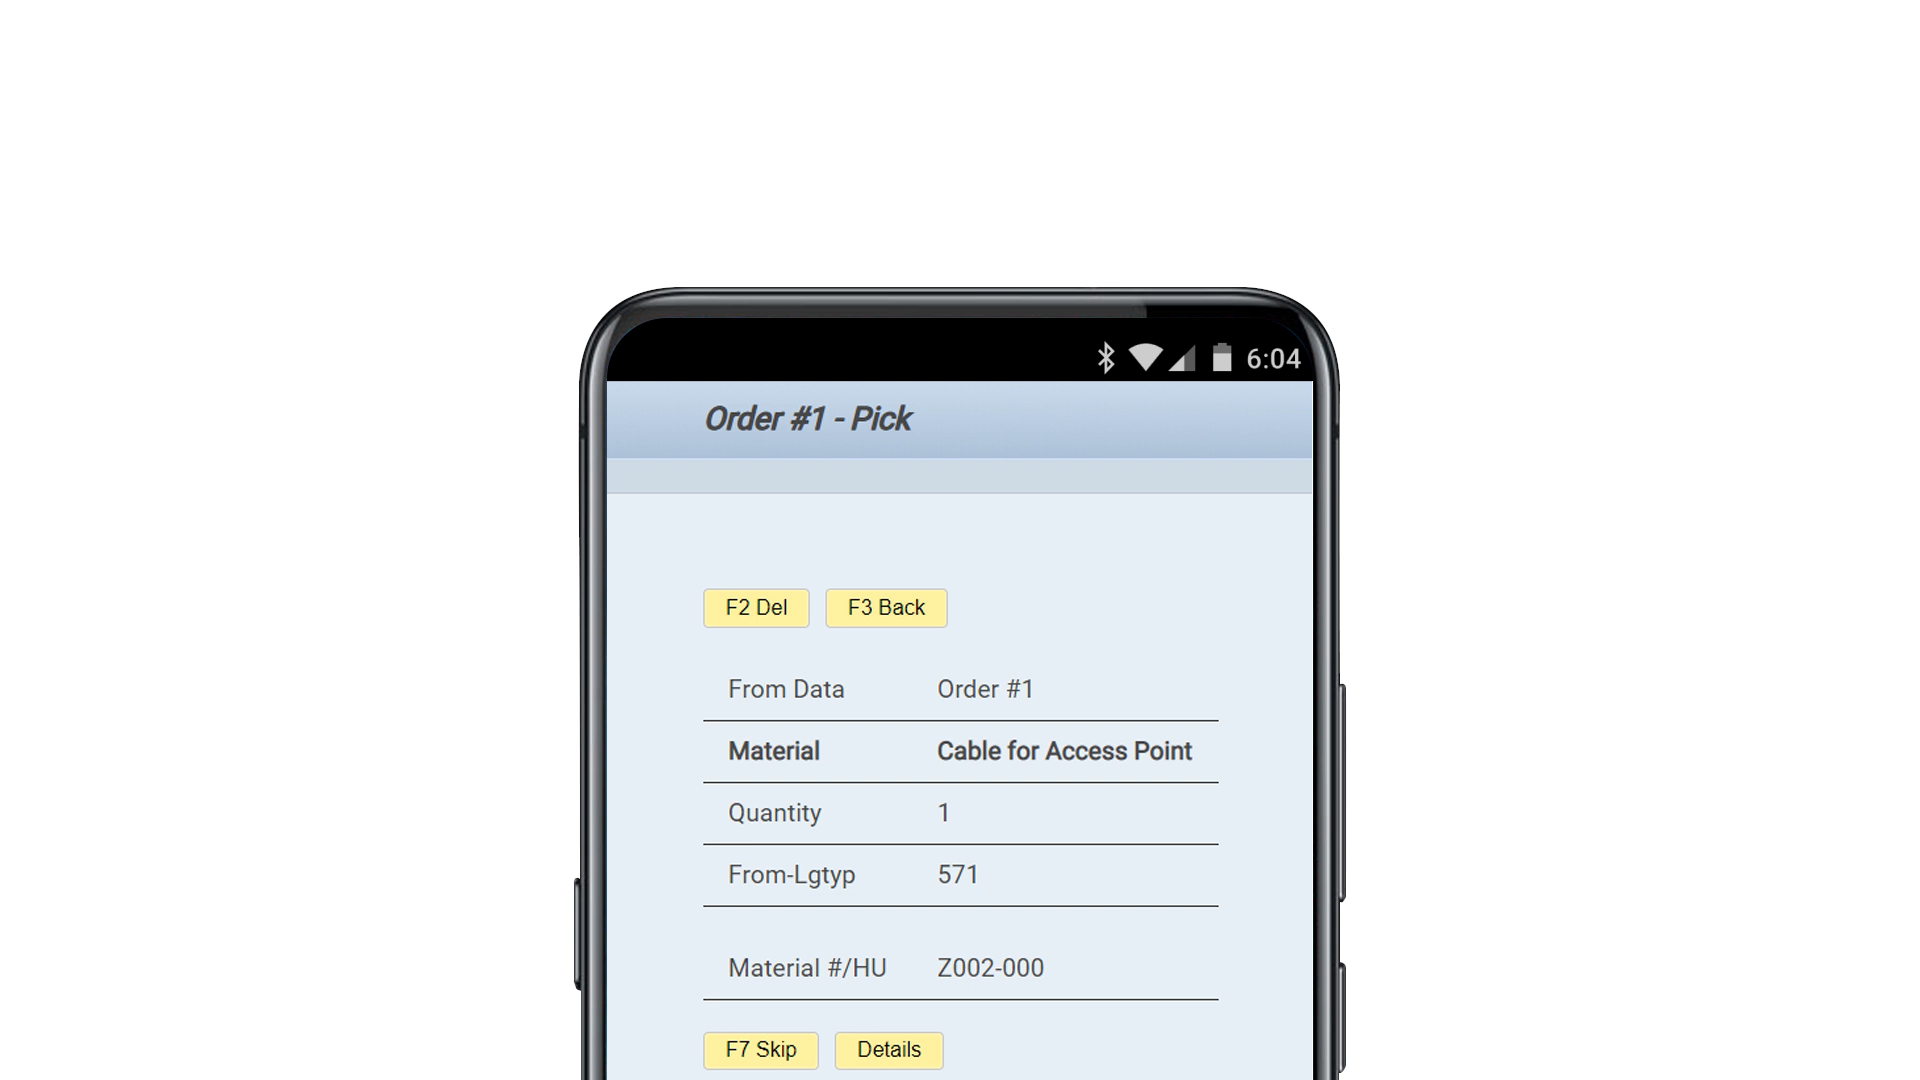 6:04
Order #1 - Pick
F2 Del F3 Back
From Data Order #1
Material Cable for Access Point
Quantity 1
From-Lgtyp 571
Material #/HU Z002-000
F7 Skip Details